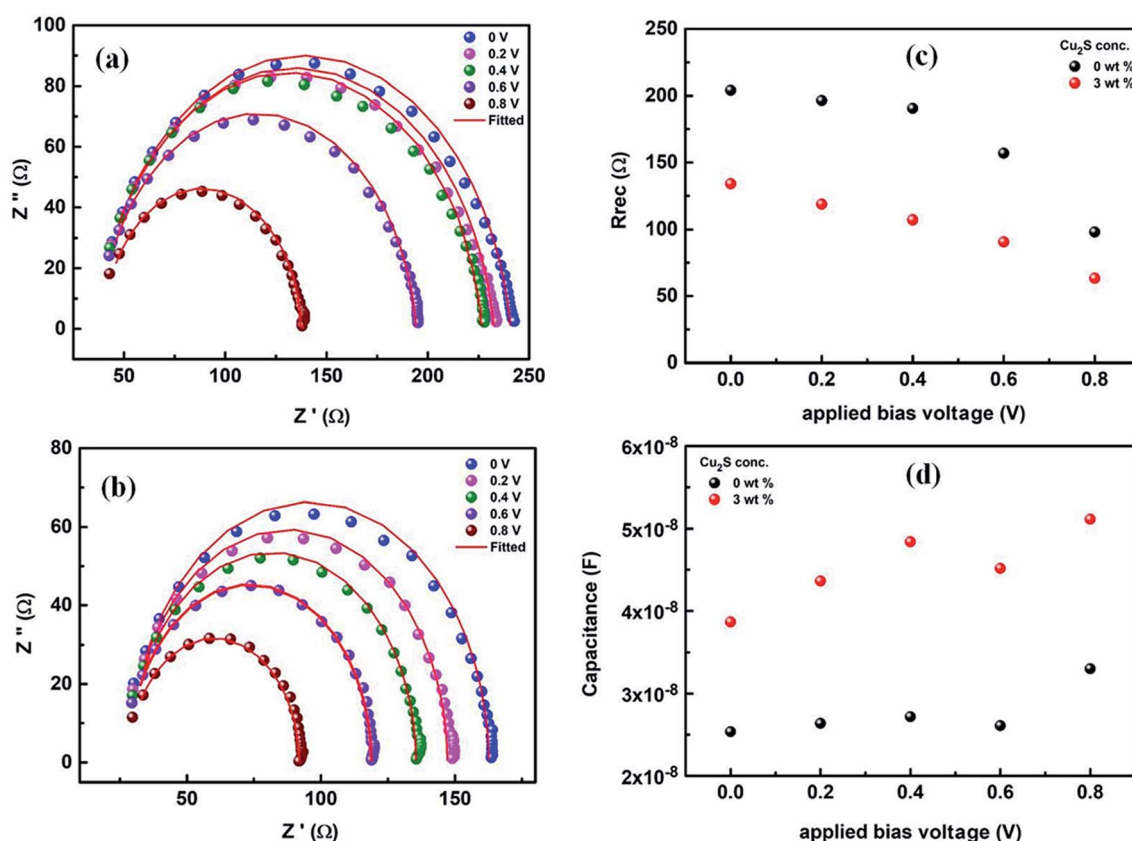 (a)
0 V
0.2 V
0.4 V
0.6 V
0.8 V
Fitted
100
80
60
40
20
0
Z '' (Ω)
50 100 150 200 250
Z ' (Ω)
(c)
Cu₂S conc.
0 wt %
3 wt %
250
200
150
100
50
0
Rrec (Ω)
0.0 0.2 0.4 0.6 0.8
applied bias voltage (V)
(b)
0 V
0.2 V
0.4 V
0.6 V
0.8 V
Fitted
80
60
40
20
0
Z '' (Ω)
50 100 150
Z ' (Ω)
(d)
Cu₂S conc.
0 wt %
3 wt %
6x10⁻⁸
5x10⁻⁸
4x10⁻⁸
3x10⁻⁸
2x10⁻⁸
Capacitance (F)
0.0 0.2 0.4 0.6 0.8
applied bias voltage (V)